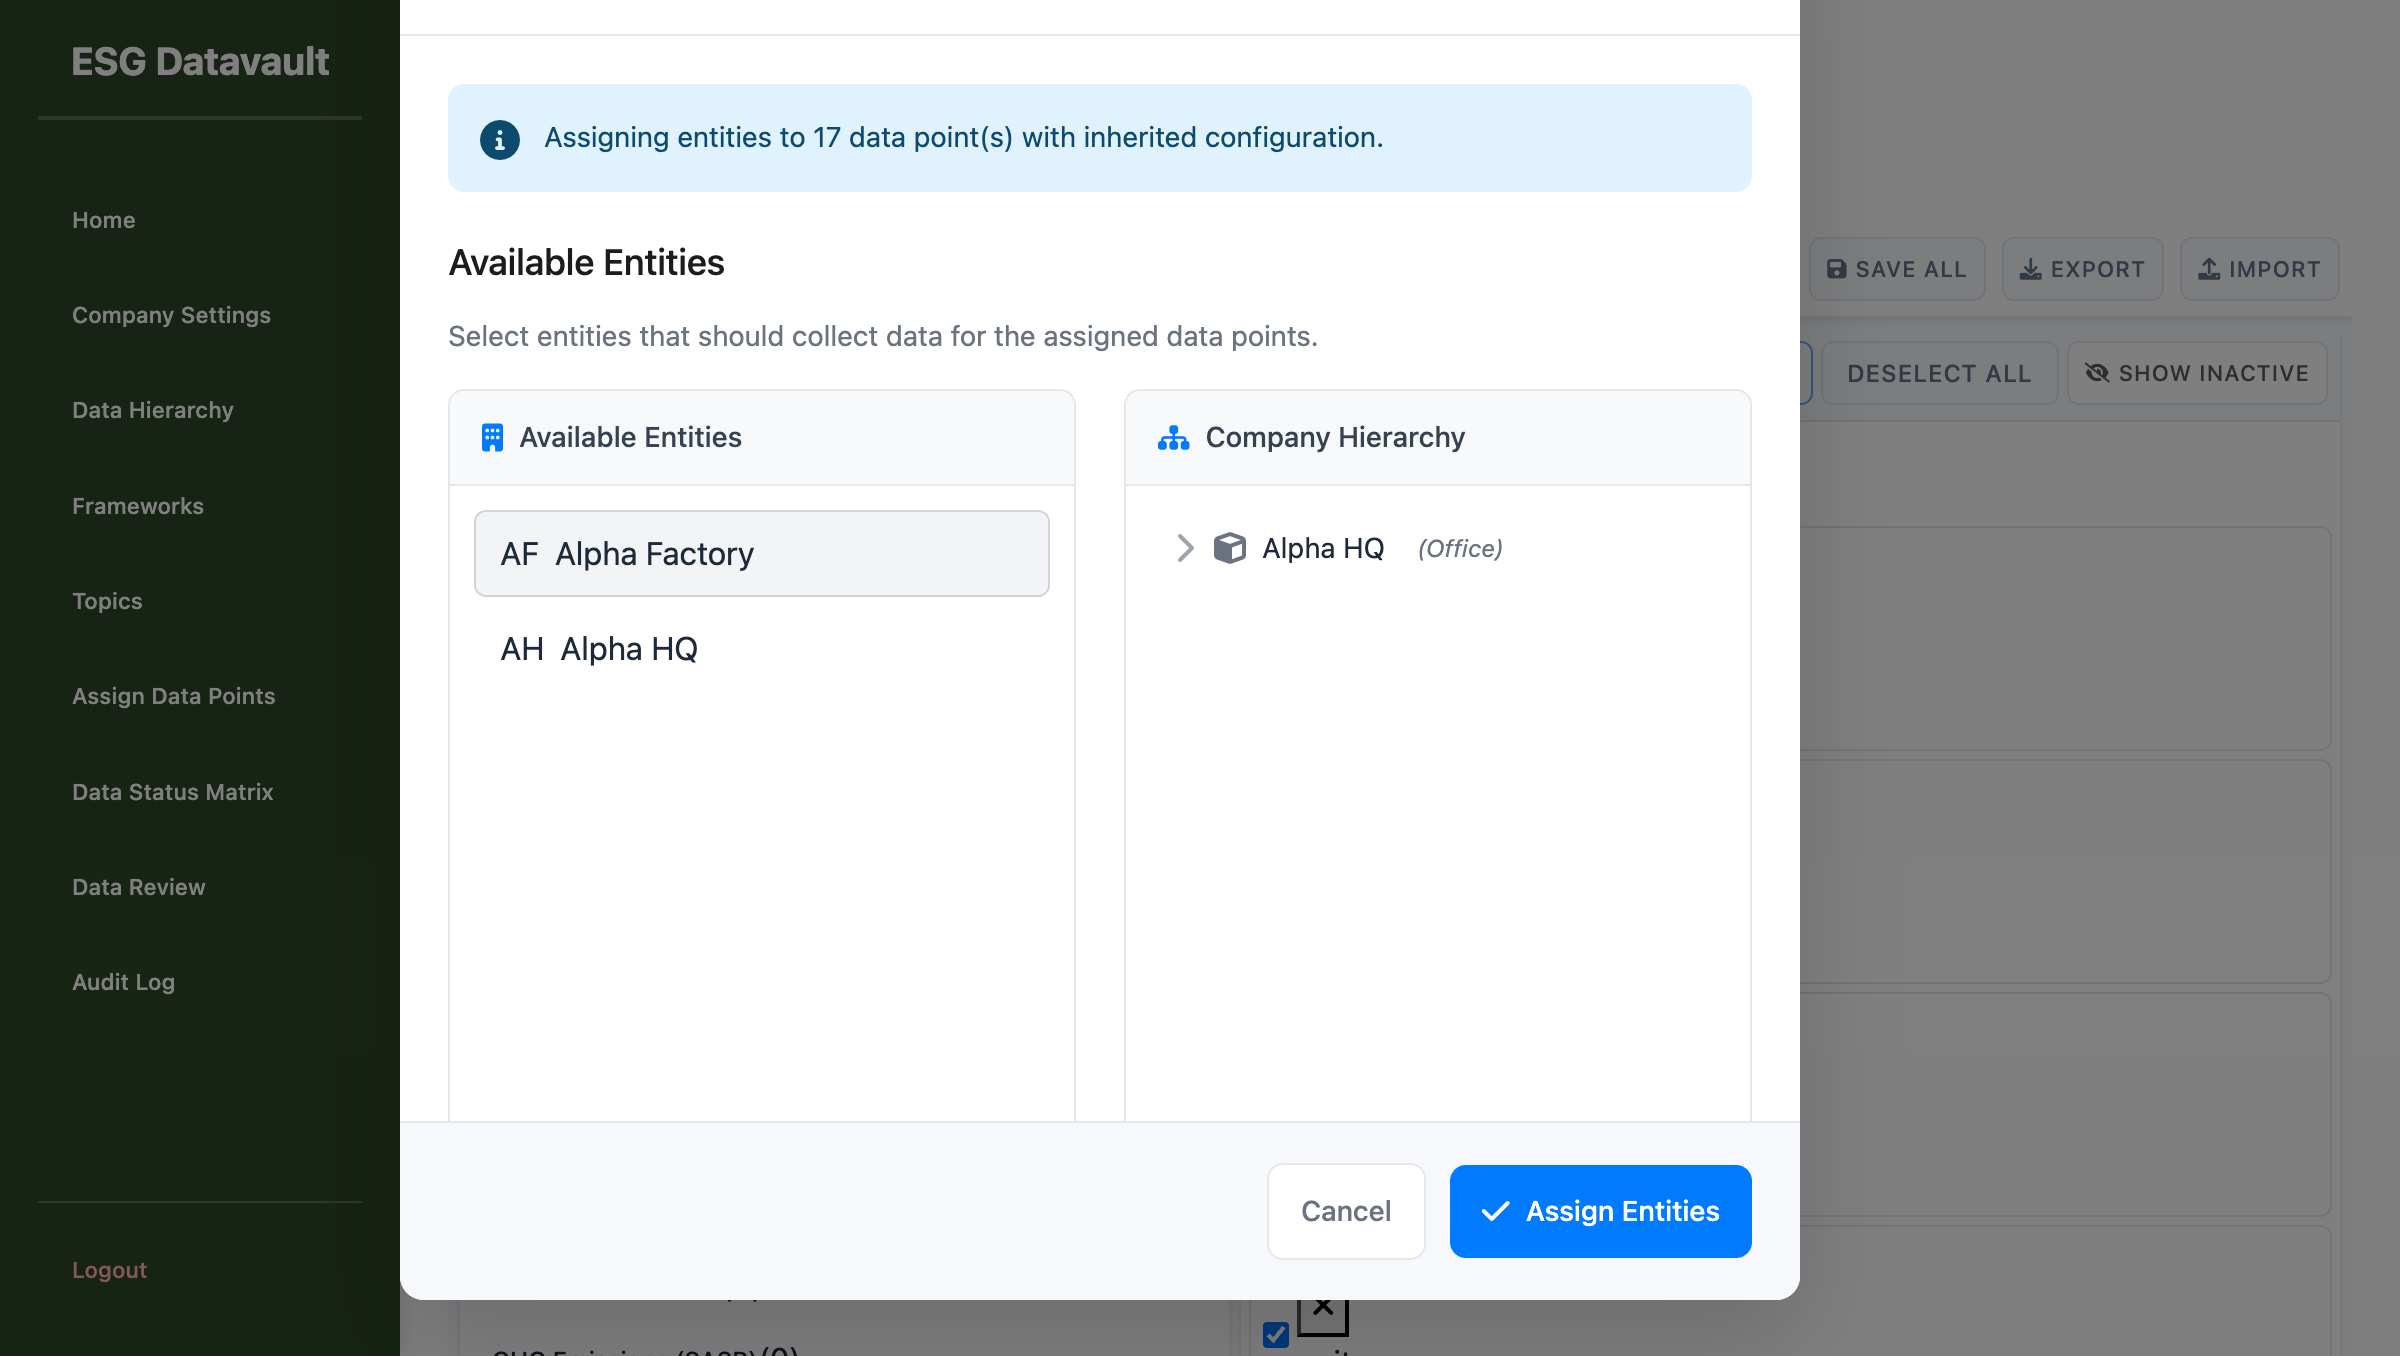 ESG Datavault
Home
Company Settings
Data Hierarchy
Frameworks
Topics
Assign Data Points
Data Status Matrix
Data Review
Audit Log
Logout
Assigning entities to 17 data point(s) with inherited configuration.
Available Entities
Select entities that should collect data for the assigned data points.
Available Entities
AF Alpha Factory
AH Alpha HQ
Company Hierarchy
Alpha HQ (Office)
Cancel
Assign Entities
SAVE ALL
EXPORT
IMPORT
DESELECT ALL
SHOW INACTIVE